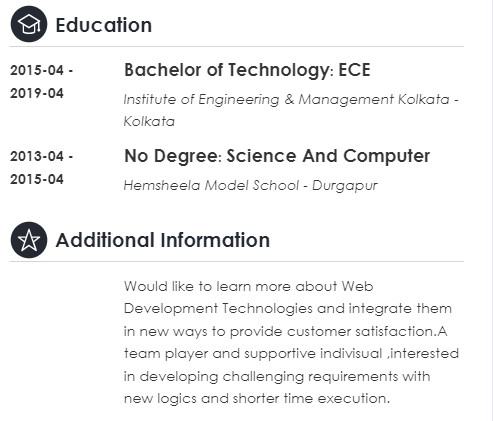 Education
2015-04 -
2019-04
Bachelor of Technology: ECE
Institute of Engineering & Management Kolkata -
Kolkata
2013-04 -
2015-04
No Degree: Science And Computer
Hemsheela Model School - Durgapur
Additional Information
Would like to learn more about Web
Development Technologies and integrate them
in new ways to provide customer satisfaction.A
team player and supportive indivisual ,interested
in developing challenging requirements with
new logics and shorter time execution.